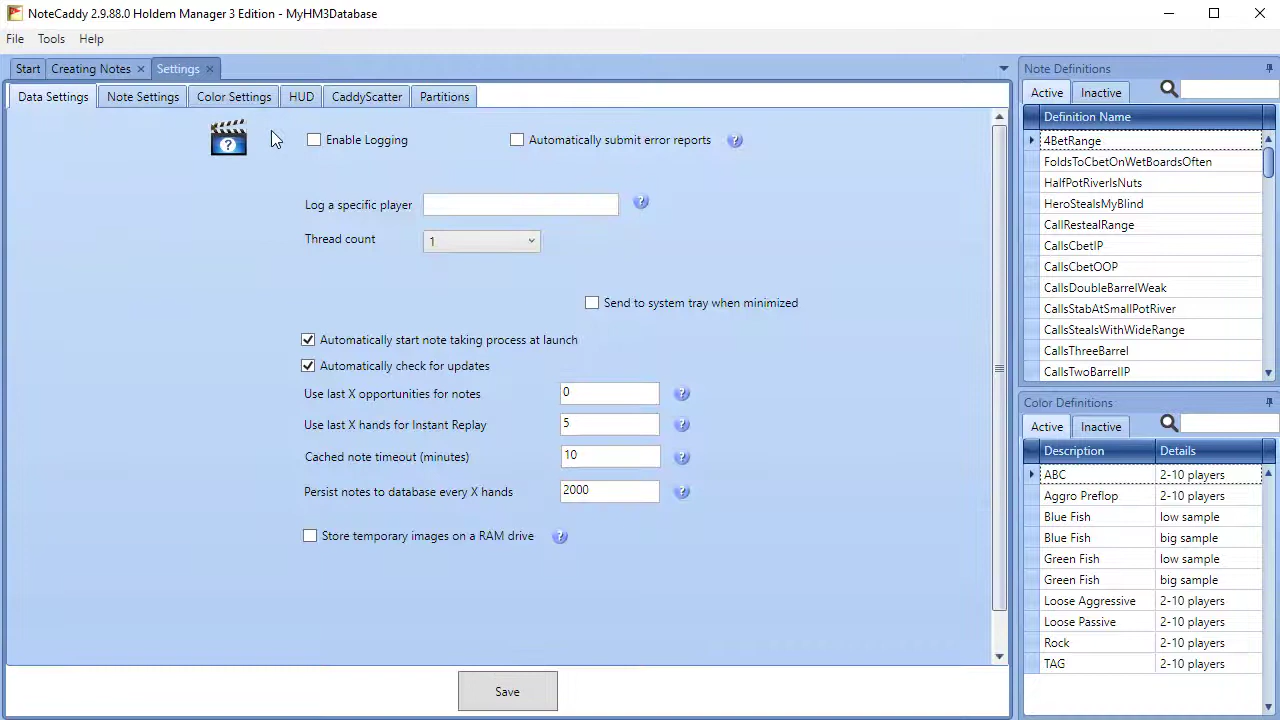 NoteCaddy 2.9.88.0 Holdem Manager 3 Edition - MyHM3Database
File Tools Help
Start Creating Notes Settings
Data Settings Note Settings Color Settings HUD CaddyScatter Partitions
Enable Logging Automatically submit error reports
Log a specific player
Thread count 1
Send to system tray when minimized
Automatically start note taking process at launch
Automatically check for updates
Use last X opportunities for notes 0
Use last X hands for Instant Replay 5
Cached note timeout (minutes) 10
Persist notes to database every X hands 2000
Store temporary images on a RAM drive
Save
Note Definitions
Active Inactive
Definition Name
4BetRange
FoldsToCbetOnWetBoardsOften
HalfPotRiverIsNuts
HeroStealsMyBlind
CallRestealRange
CallsCbetIP
CallsCbetOOP
CallsDoubleBarrelWeak
CallsStabAtSmallPotRiver
CallsStealsWithWideRange
CallsThreeBarrel
CallsTwoBarrelIP
Color Definitions
Active Inactive
Description Details
ABC 2-10 players
Aggro Preflop 2-10 players
Blue Fish low sample
Blue Fish big sample
Green Fish low sample
Green Fish big sample
Loose Aggressive 2-10 players
Loose Passive 2-10 players
Rock 2-10 players
TAG 2-10 players